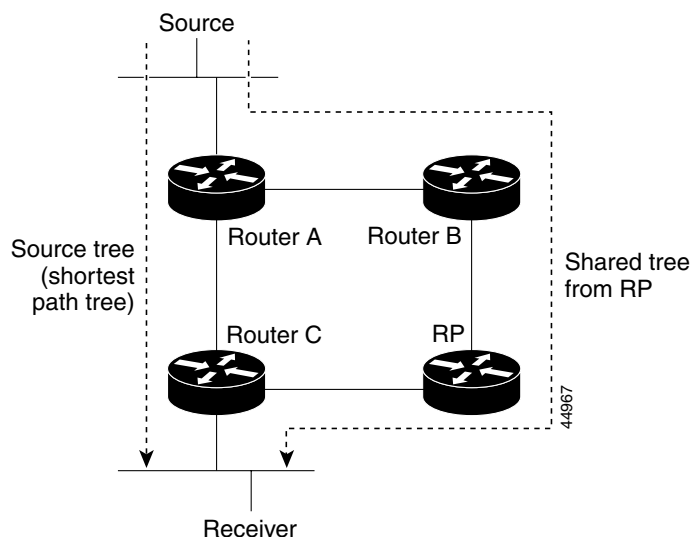 Source
Router A
Router B
Source tree
(shortest
path tree)
Shared tree
from RP
Router C
RP
44967
Receiver